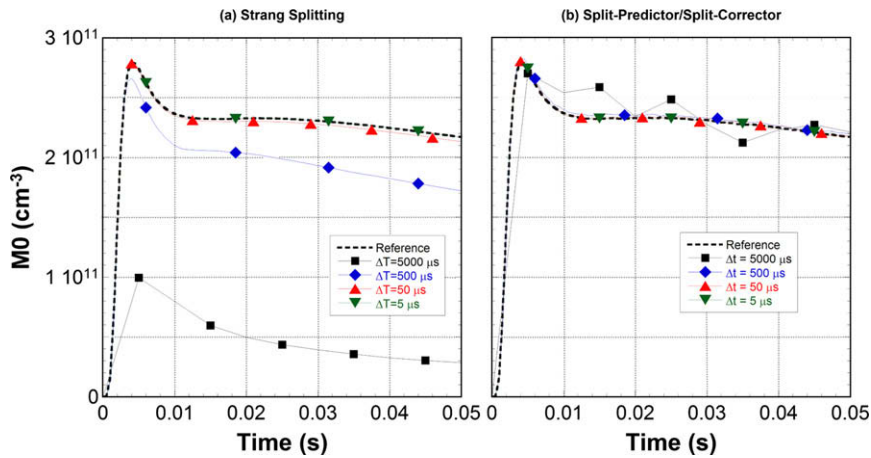 (a) Strang Splitting
(b) Split-Predictor/Split-Corrector
M0 (cm-3)
3 1011
2 1011
1 1011
0
Reference
ΔT=5000 μs
ΔT=500 μs
ΔT=50 μs
ΔT=5 μs
Reference
Δt = 5000 μs
Δt = 500 μs
Δt = 50 μs
Δt = 5 μs
0 0.01 0.02 0.03 0.04 0.05
0 0.01 0.02 0.03 0.04 0.05
Time (s)
Time (s)